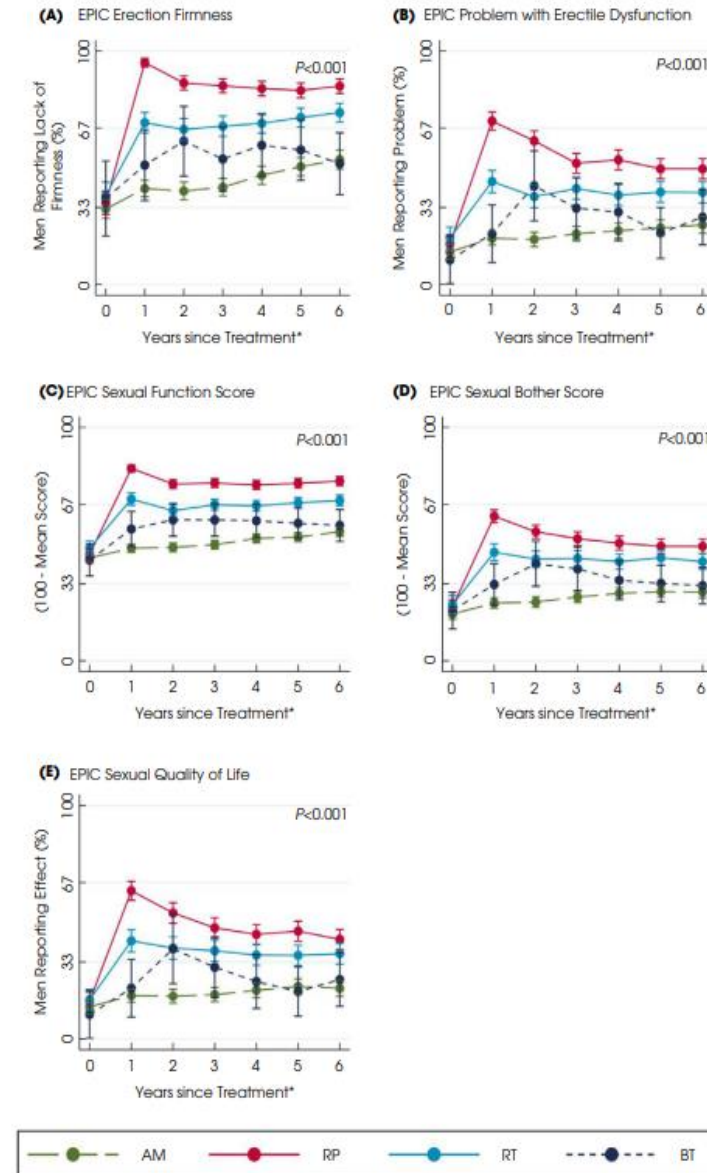 (A) EPIC Erection Firmness
P<0.001
100
67
33
0
Men Reporting Lack of
Firmness (%)
0 1 2 3 4 5 6
Years since Treatment*
(B) EPIC Problem with Erectile Dysfunction
P<0.001
100
67
33
0
Men Reporting Problem (%)
0 1 2 3 4 5 6
Years since Treatment*
(C) EPIC Sexual Function Score
P<0.001
100
67
33
0
(100 - Mean Score)
0 1 2 3 4 5 6
Years since Treatment*
(D) EPIC Sexual Bother Score
P<0.001
100
67
33
0
(100 - Mean Score)
0 1 2 3 4 5 6
Years since Treatment*
(E) EPIC Sexual Quality of Life
P<0.001
100
67
33
0
Men Reporting Effect (%)
0 1 2 3 4 5 6
Years since Treatment*
AM RP RT BT